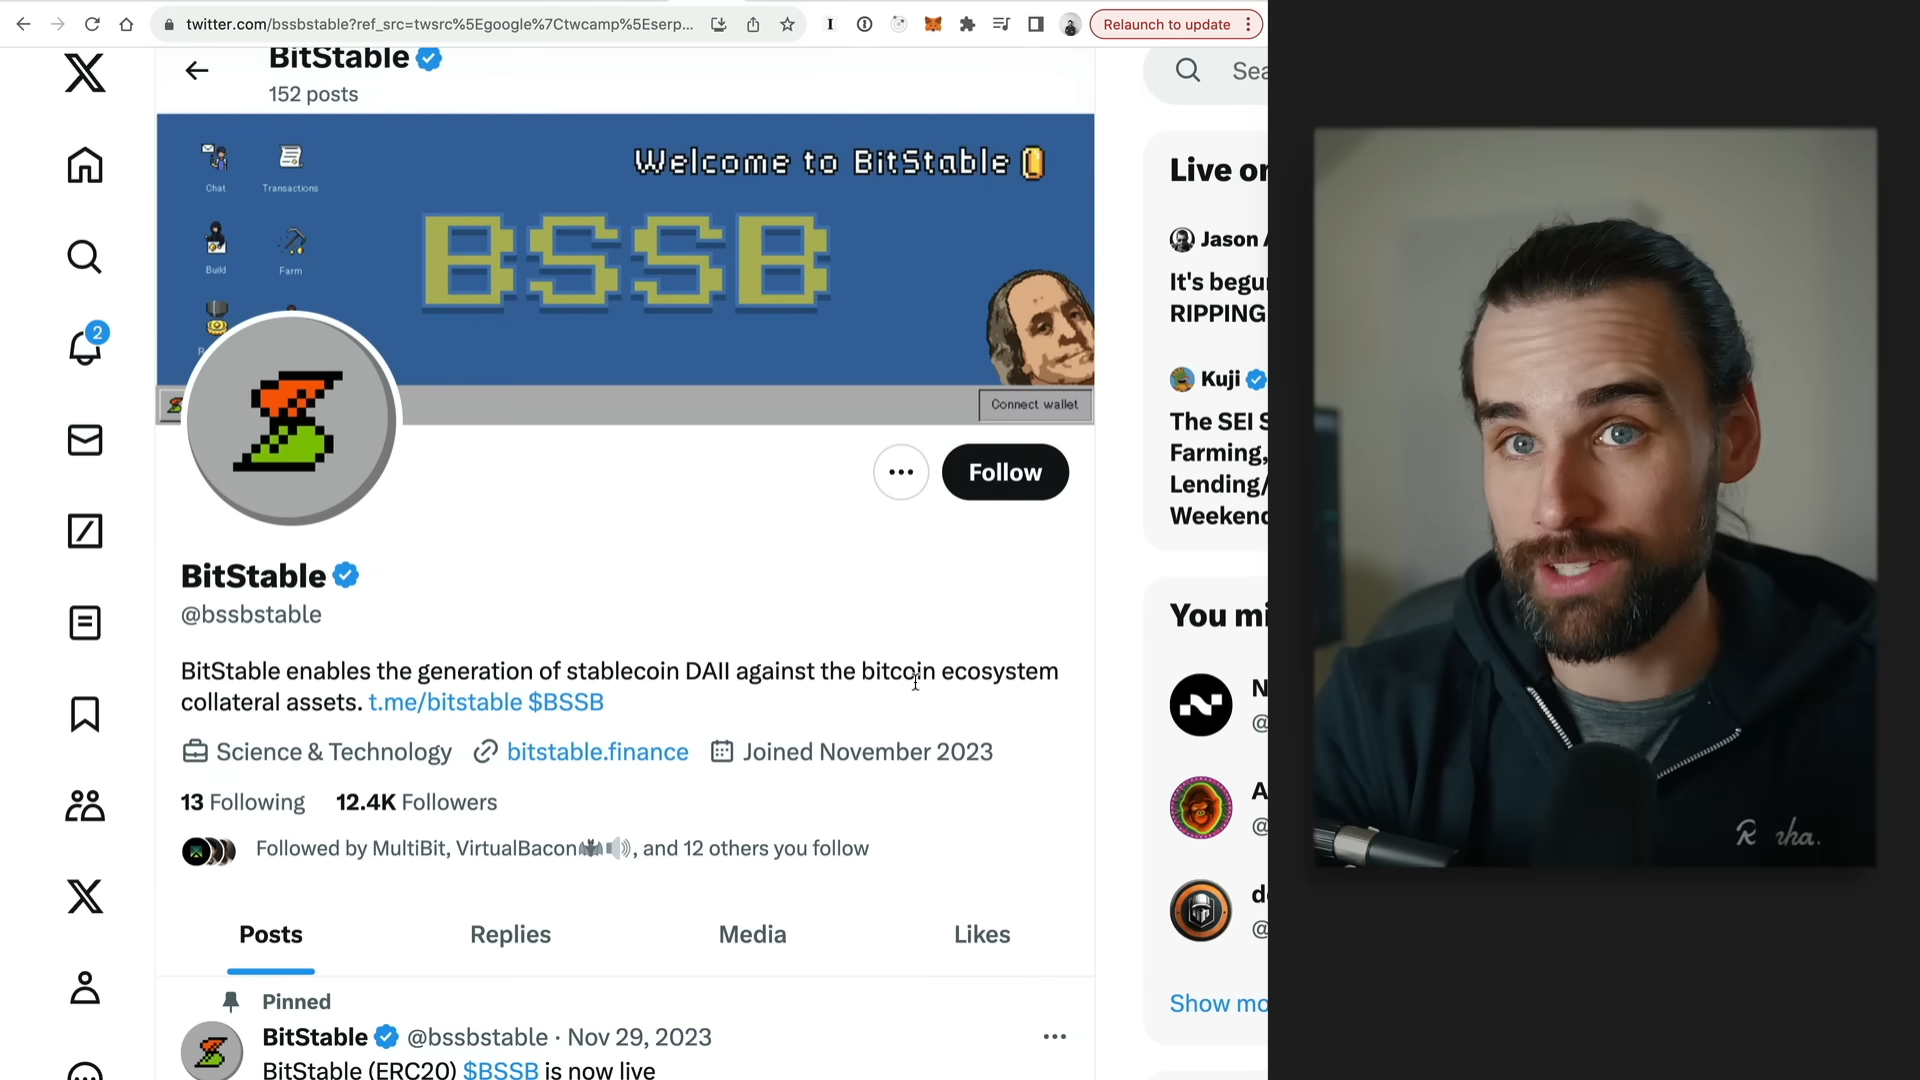 twitter.com/bssbstable?ref_src=twsrc%5Egoogle%7Ctwcamp%5Eserp...
Relaunch to update
BitStable
152 posts
Sea
Welcome to BitStable
Chat
Transactions
BSSB
Build
Farm
Connect wallet
2
Follow
BitStable
@bssbstable
BitStable enables the generation of stablecoin DAII against the bitcoin ecosystem
collateral assets. t.me/bitstable $BSSB
Science & Technology
bitstable.finance
Joined November 2023
13 Following
12.4K Followers
Followed by MultiBit, VirtualBacon🦇🔊, and 12 others you follow
Posts
Replies
Media
Likes
Pinned
BitStable @bssbstable · Nov 29, 2023
BitStable (ERC20) $BSSB is now live
Live on
Jason A
It's begun
RIPPING
Kuji
The SEI S
Farming,
Lending/
Weekend
You mi
N
@
A
@
d
@
Show mo